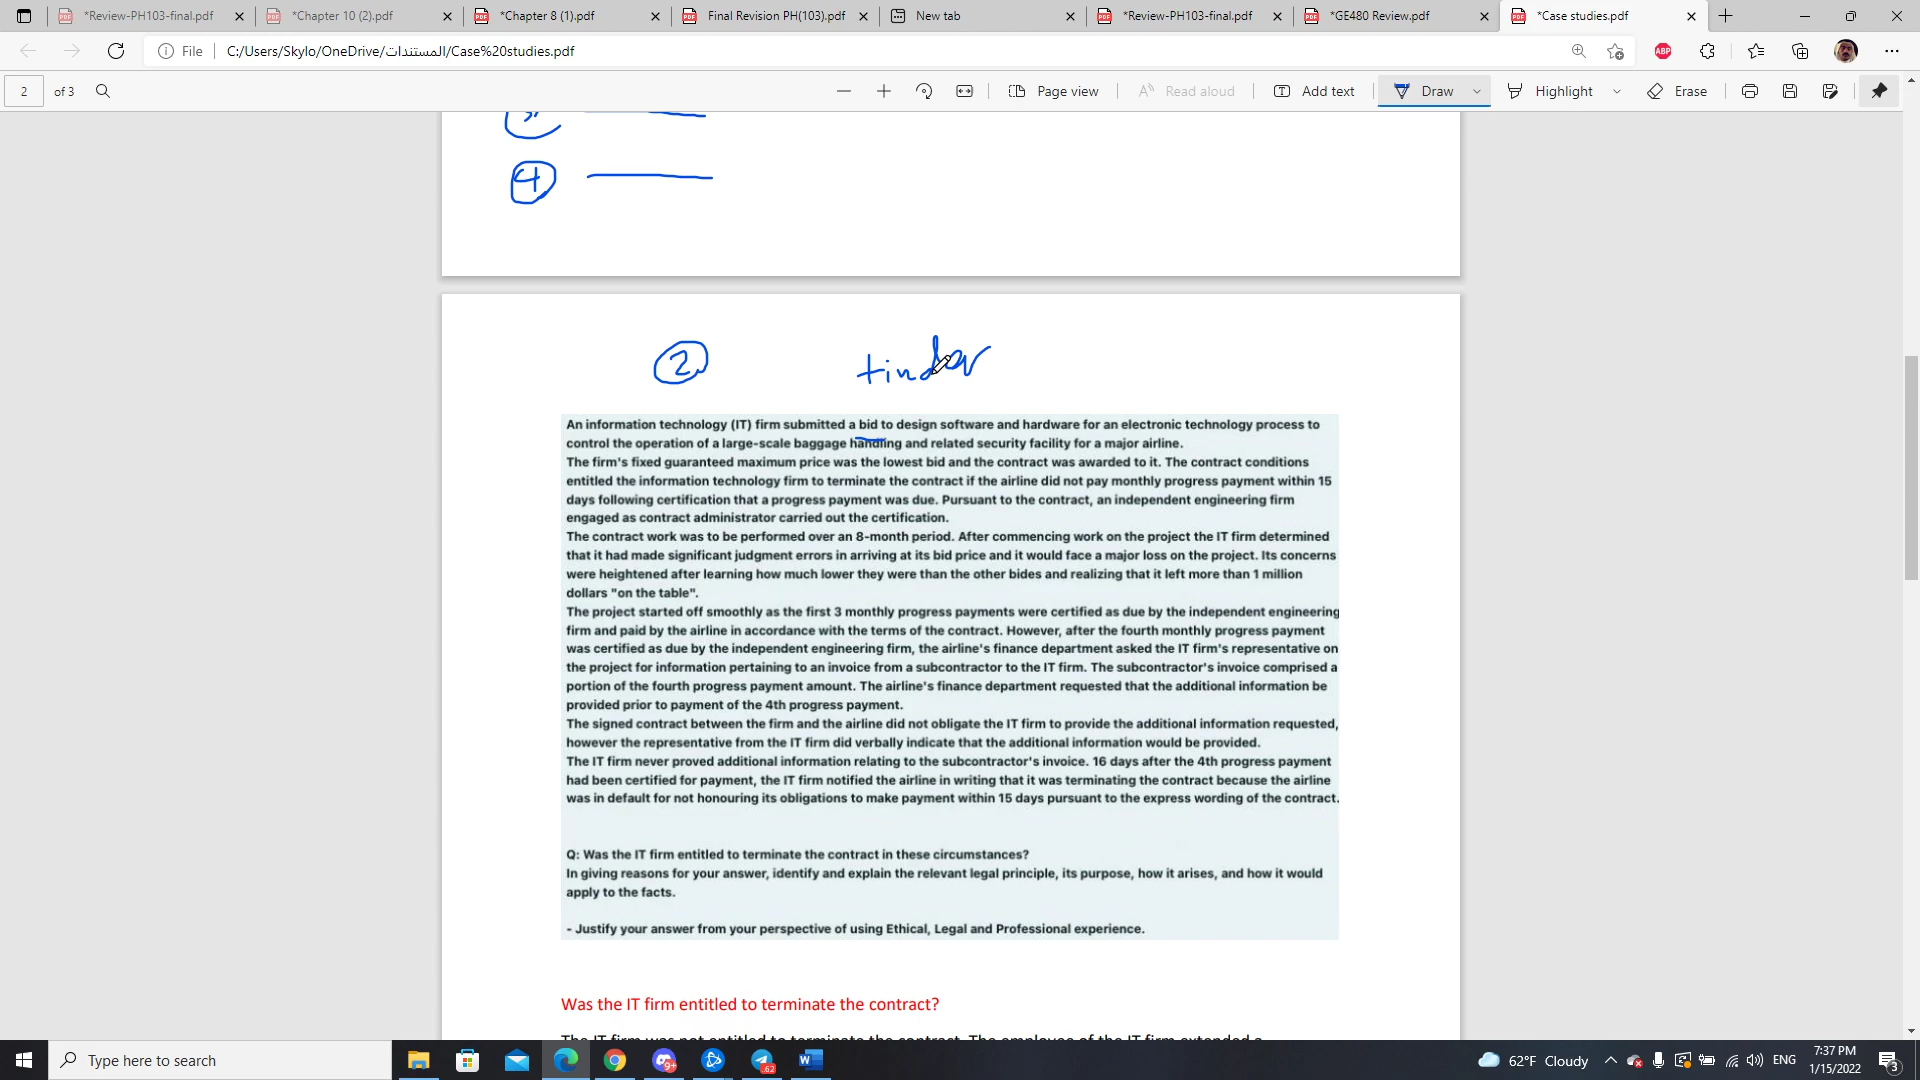 *Review-PH103-final.pdf
*Chapter 10 (2).pdf
*Chapter 8 (1).pdf
Final Revision PH(103).pdf
New tab
*Review-PH103-final.pdf
*GE480 Review.pdf
*Case studies.pdf
File
C:/Users/Skylo/OneDrive/المستندات/Case%20studies.pdf
ABP
2
of 3
Page view
Read aloud
Add text
Draw
Highlight
Erase
4
2 tinder
An information technology (IT) firm submitted a bid to design software and hardware for an electronic technology process to
control the operation of a large-scale baggage handling and related security facility for a major airline.
The firm's fixed guaranteed maximum price was the lowest bid and the contract was awarded to it. The contract conditions
entitled the information technology firm to terminate the contract if the airline did not pay monthly progress payment within 15
days following certification that a progress payment was due. Pursuant to the contract, an independent engineering firm
engaged as contract administrator carried out the certification.
The contract work was to be performed over an 8-month period. After commencing work on the project the IT firm determined
that it had made significant judgment errors in arriving at its bid price and it would face a major loss on the project. Its concerns
were heightened after learning how much lower they were than the other bides and realizing that it left more than 1 million
dollars "on the table".
The project started off smoothly as the first 3 monthly progress payments were certified as due by the independent engineering
firm and paid by the airline in accordance with the terms of the contract. However, after the fourth monthly progress payment
was certified as due by the independent engineering firm, the airline's finance department asked the IT firm's representative on
the project for information pertaining to an invoice from a subcontractor to the IT firm. The subcontractor's invoice comprised a
portion of the fourth progress payment amount. The airline's finance department requested that the additional information be
provided prior to payment of the 4th progress payment.
The signed contract between the firm and the airline did not obligate the IT firm to provide the additional information requested,
however the representative from the IT firm did verbally indicate that the additional information would be provided.
The IT firm never proved additional information relating to the subcontractor's invoice. 16 days after the 4th progress payment
had been certified for payment, the IT firm notified the airline in writing that it was terminating the contract because the airline
was in default for not honouring its obligations to make payment within 15 days pursuant to the express wording of the contract.
Q: Was the IT firm entitled to terminate the contract in these circumstances?
In giving reasons for your answer, identify and explain the relevant legal principle, its purpose, how it arises, and how it would
apply to the facts.
- Justify your answer from your perspective of using Ethical, Legal and Professional experience.
Was the IT firm entitled to terminate the contract?
The IT firm was not entitled to terminate the contract. The employee of the IT firm extended a
Type here to search
9+
62
62°F Cloudy
ENG
7:37 PM
1/15/2022
3